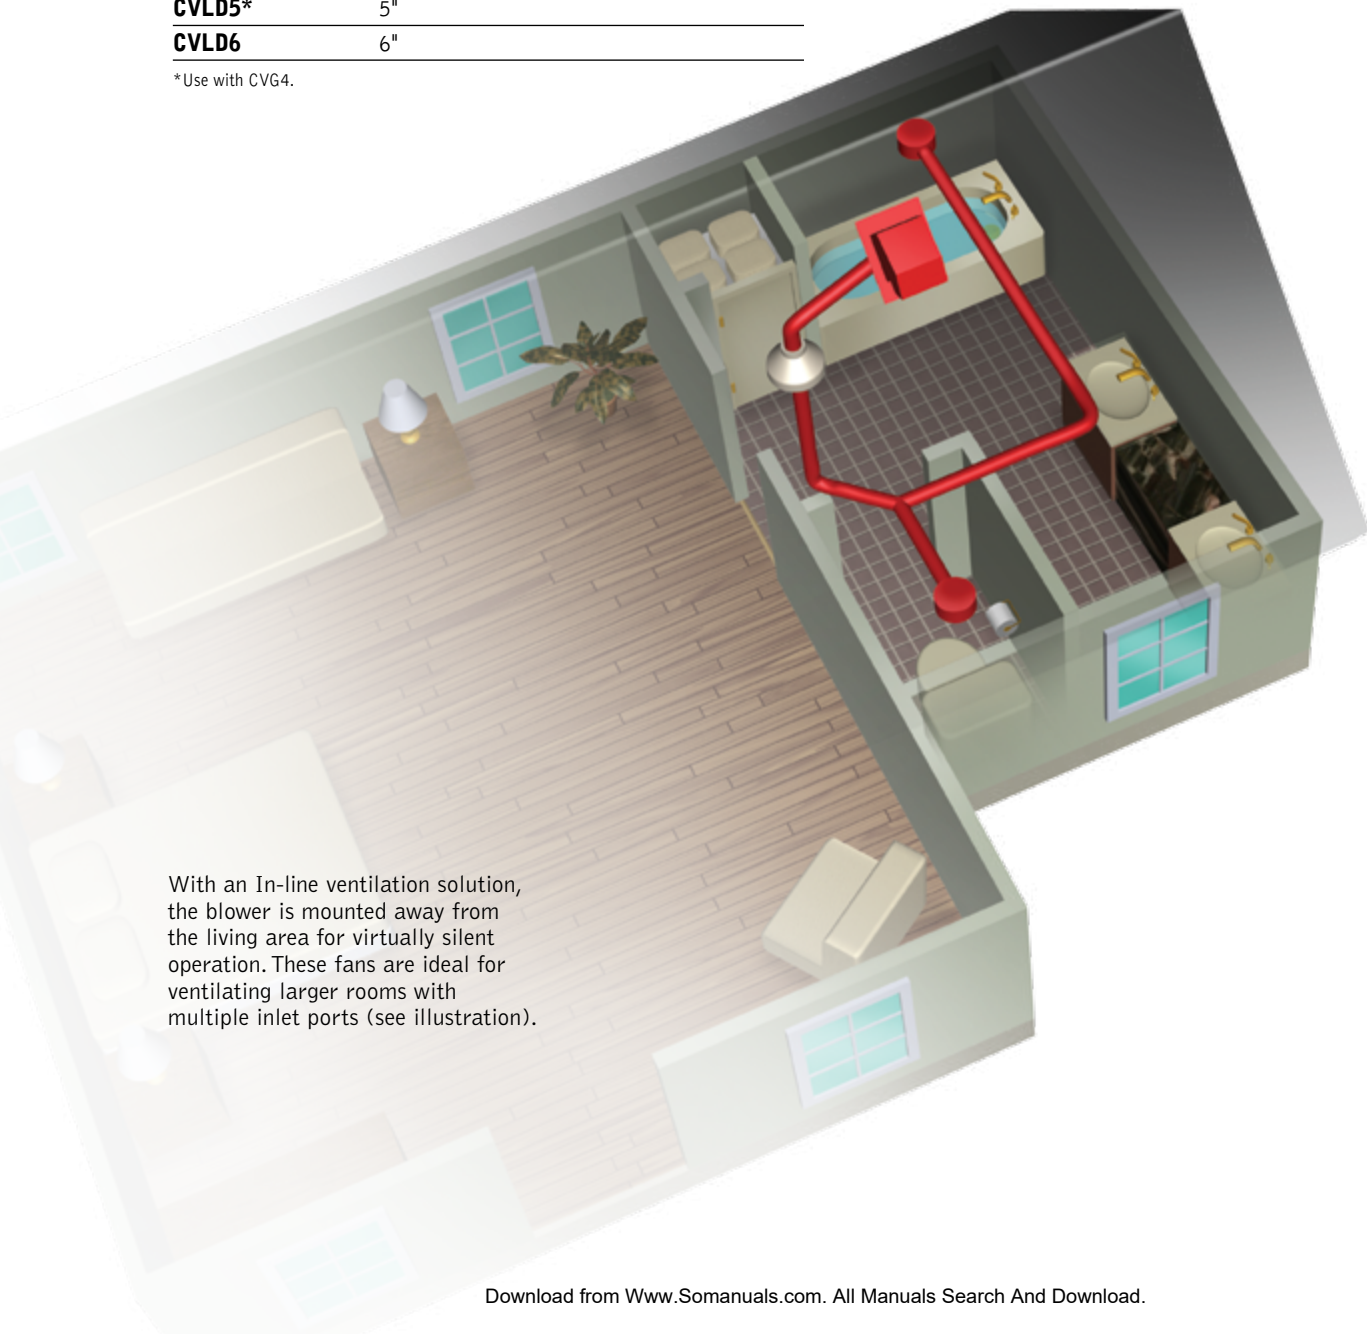 CVLD5* 5"
CVLD6 6"
*Use with CVG4.
With an In-line ventilation solution,
the blower is mounted away from
the living area for virtually silent
operation. These fans are ideal for
ventilating larger rooms with
multiple inlet ports (see illustration).
Download from Www.Somanuals.com. All Manuals Search And Download.